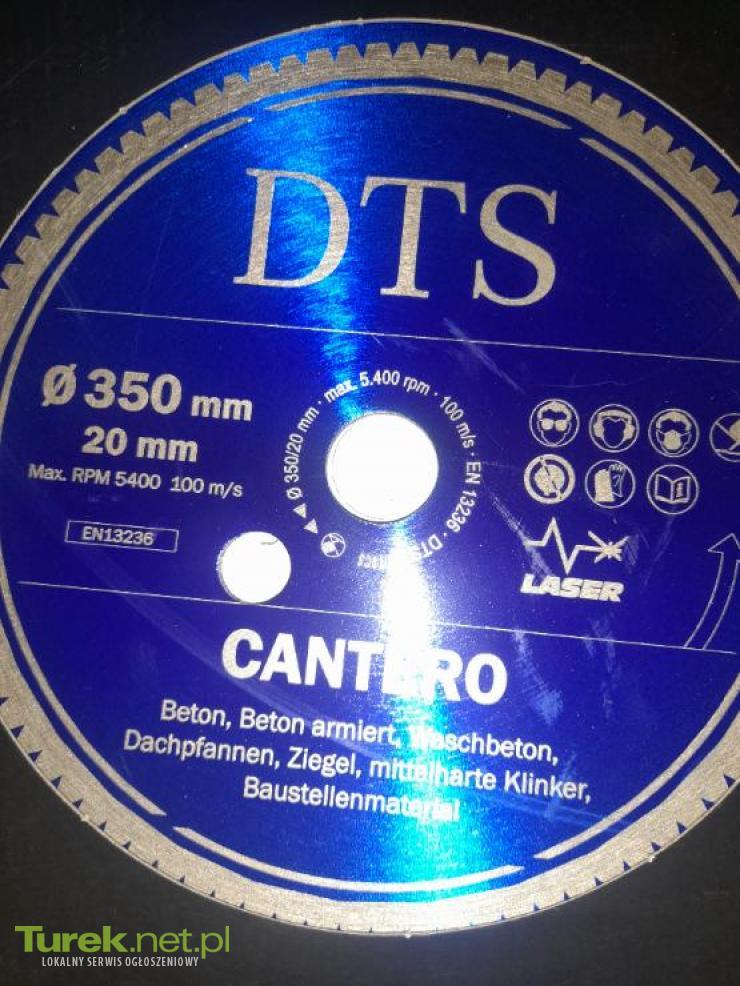 DTS
Ø 350 mm
20 mm
Max. RPM 5400 100 m/s
EN13236
Ø 350/20 mm · max. 5.400 rpm · 100 m/s · EN 13236 · DTS
LASER
CANTERO
Beton, Beton armiert, Waschbeton,
Dachpfannen, Ziegel, mittelharte Klinker,
Baustellenmaterial
Turek.net.pl
LOKALNY SERWIS OGŁOSZENIOWY